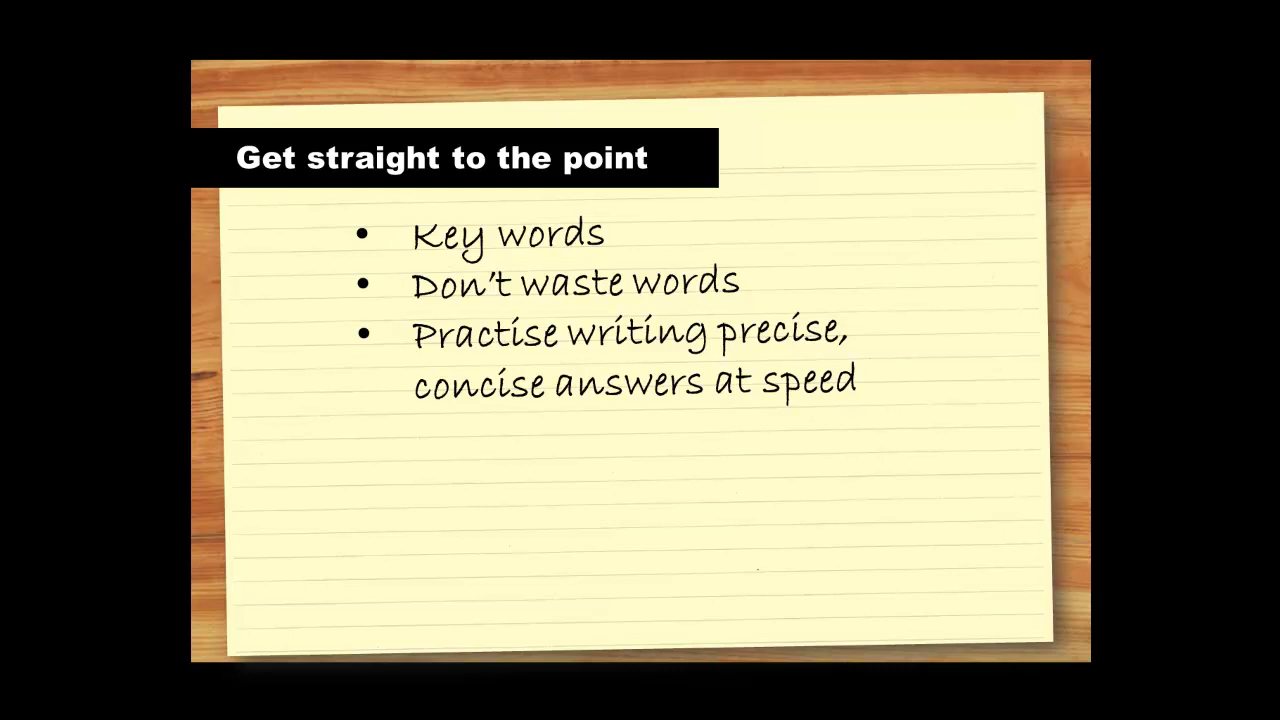 Get straight to the point
• Key words
• Don't waste words
• Practise writing precise,
concise answers at speed